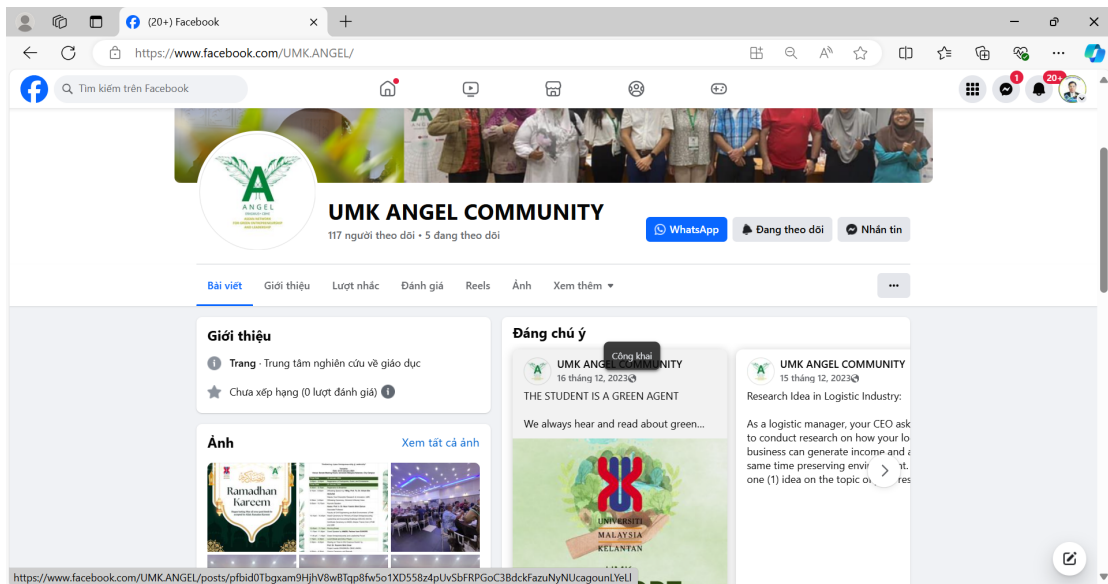 (20+) Facebook
https://www.facebook.com/UMK.ANGEL/
Tìm kiếm trên Facebook
1
20+
ANGEL
UMK ANGEL COMMUNITY
117 người theo dõi • 5 đang theo dõi
WhatsApp
Đang theo dõi
Nhắn tin
Bài viết
Giới thiệu
Lượt nhắc
Đánh giá
Reels
Ảnh
Xem thêm
Giới thiệu
Trang · Trung tâm nghiên cứu về giáo dục
Chưa xếp hạng (0 lượt đánh giá)
Ảnh
Xem tất cả ảnh
Ramadhan
Kareem
Đáng chú ý
Công khai
UMK ANGEL COMMUNITY
16 tháng 12, 2023
THE STUDENT IS A GREEN AGENT
We always hear and read about green...
UNIVERSITI
MALAYSIA
KELANTAN
UMK ANGEL COMMUNITY
15 tháng 12, 2023
Research Idea in Logistic Industry:
As a logistic manager, your CEO ask
to conduct research on how your lo
business can generate income and a
same time preserving
one (1) idea on the topic
https://www.facebook.com/UMK.ANGEL/posts/pfbid0Tbgxam9HjhV8wBTqp8fw5o1XD558z4pUvSbFRPGoC3BdckFazuNyNUcagounLYeLl